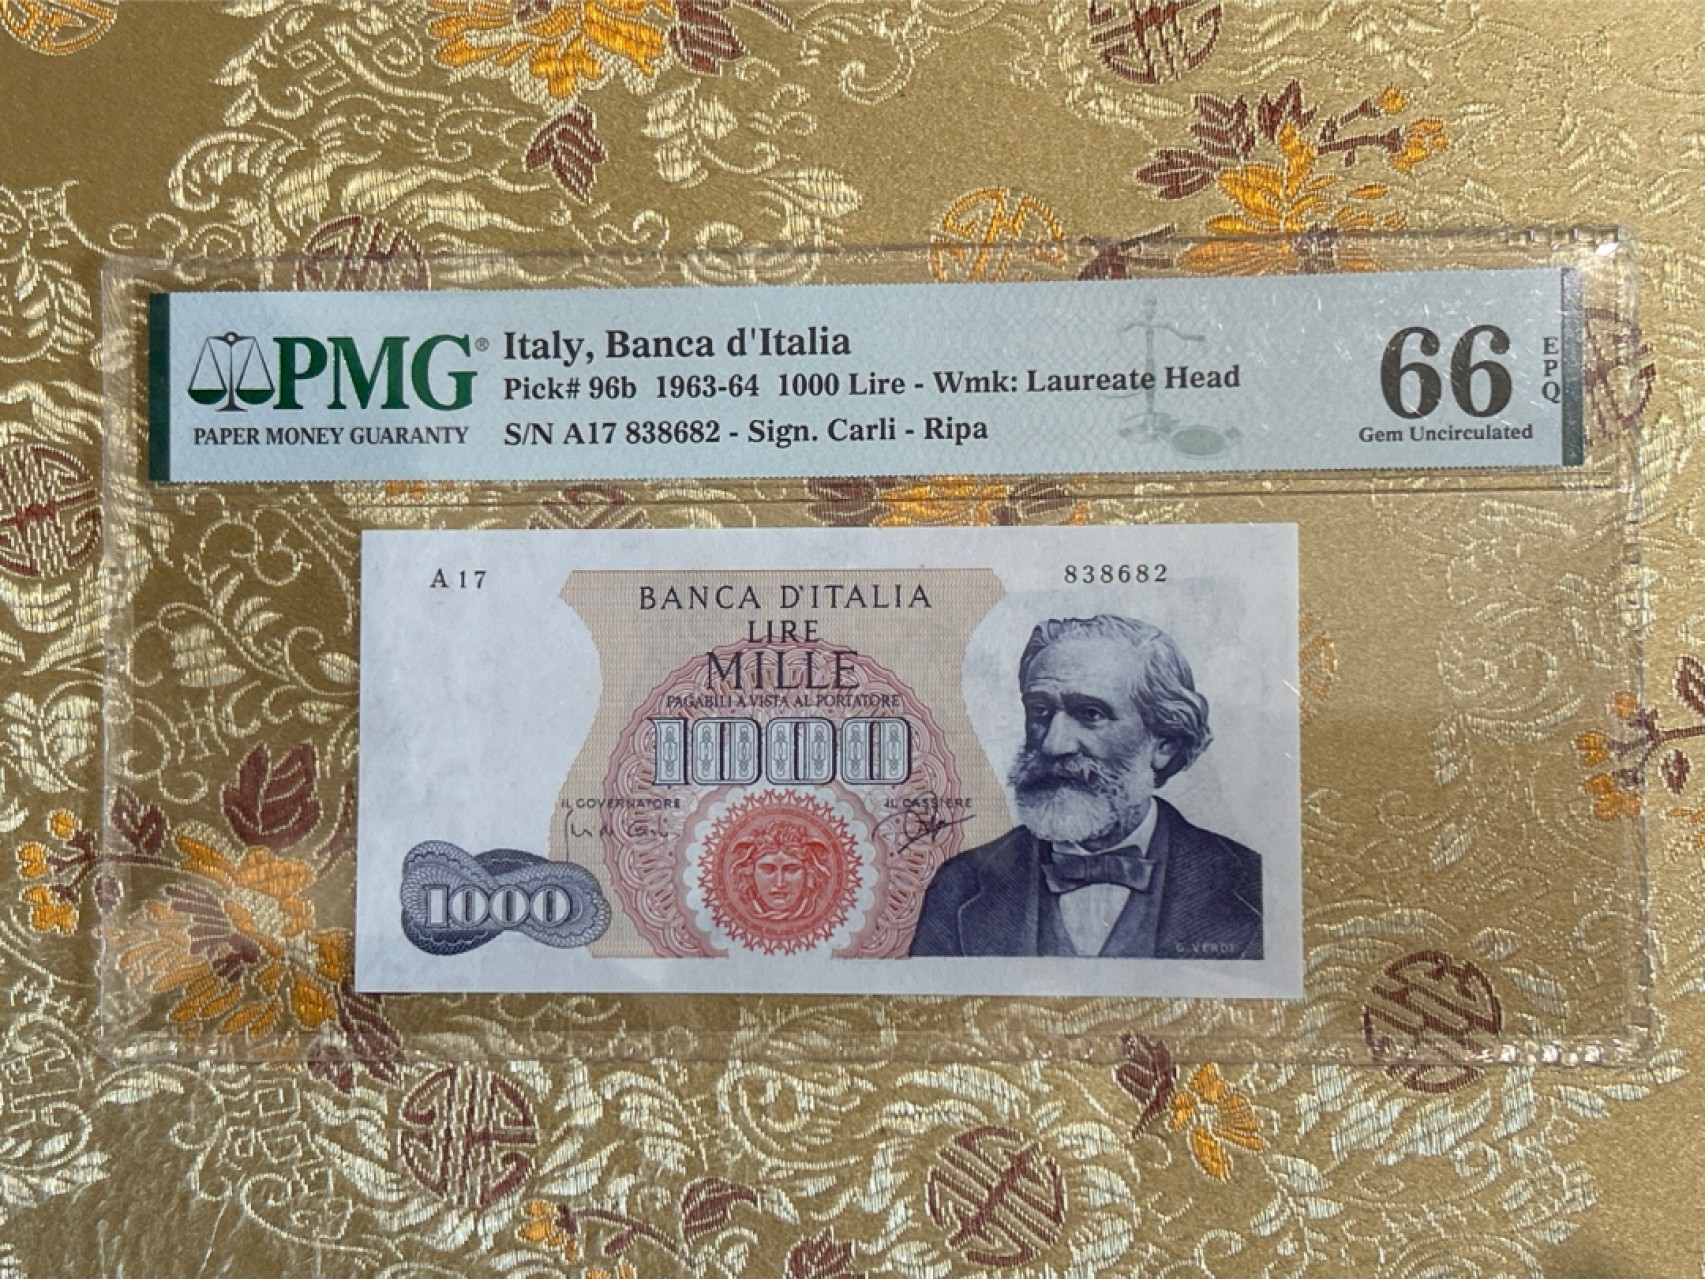 PMG®
PAPER MONEY GUARANTY
Italy, Banca d'Italia
Pick# 96b 1963-64 1000 Lire - Wmk: Laureate Head
S/N A17 838682 - Sign. Carli - Ripa
66
EPQ
Gem Uncirculated
A 17
838682
BANCA D'ITALIA
LIRE
MILLE
PAGABILI A VISTA AL PORTATORE
1000
IL GOVERNATORE
IL CASSIERE
1000
G. VERDI